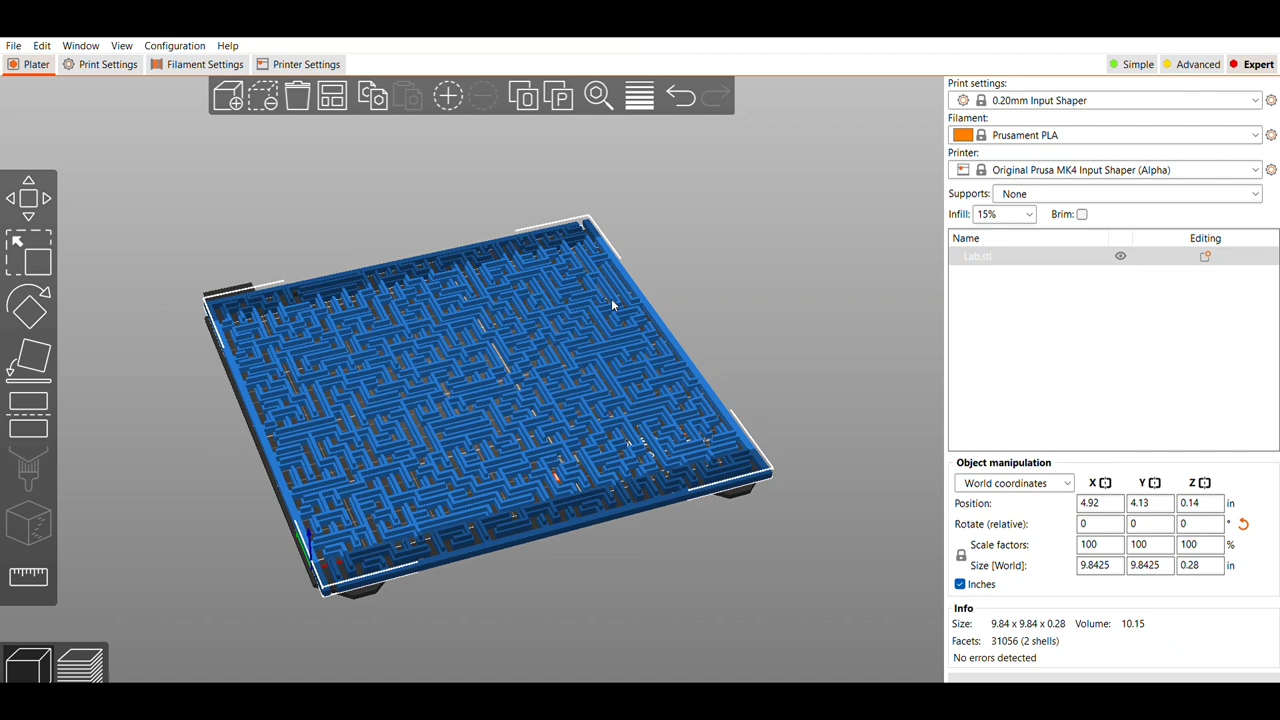 File Edit Window View Configuration Help
Plater Print Settings Filament Settings Printer Settings Simple Advanced Expert
Print settings:
0.20mm Input Shaper
Filament:
Prusament PLA
Printer:
Original Prusa MK4 Input Shaper (Alpha)
Supports: None
Infill: 15% Brim:
Name Editing
Lab.stl
Object manipulation
World coordinates X Y Z
Position: 4.92 4.13 0.14 in
Rotate (relative): 0 0 0 °
Scale factors: 100 100 100 %
Size [World]: 9.8425 9.8425 0.28 in
Inches
Info
Size: 9.84 x 9.84 x 0.28 Volume: 10.15
Facets: 31056 (2 shells)
No errors detected